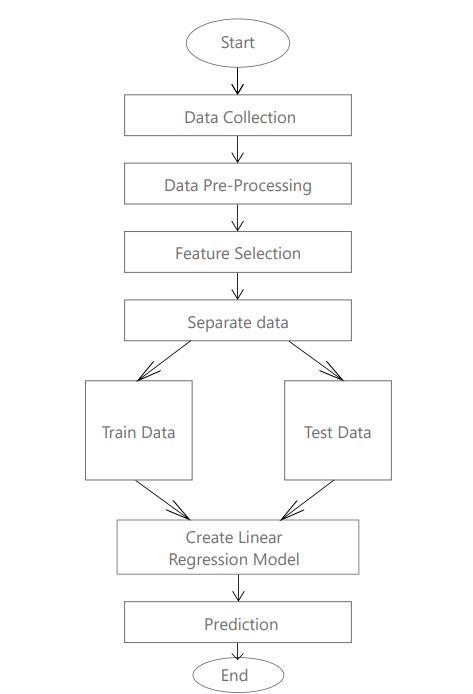 Start
Data Collection
Data Pre-Processing
Feature Selection
Separate data
Train Data
Test Data
Create Linear
Regression Model
Prediction
End